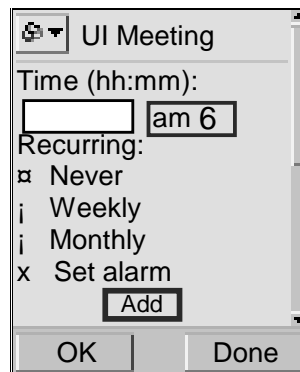 UI Meeting
Time (hh:mm):
am 6
Recurring:
¤ Never
¡ Weekly
¡ Monthly
x Set alarm
Add
OK Done